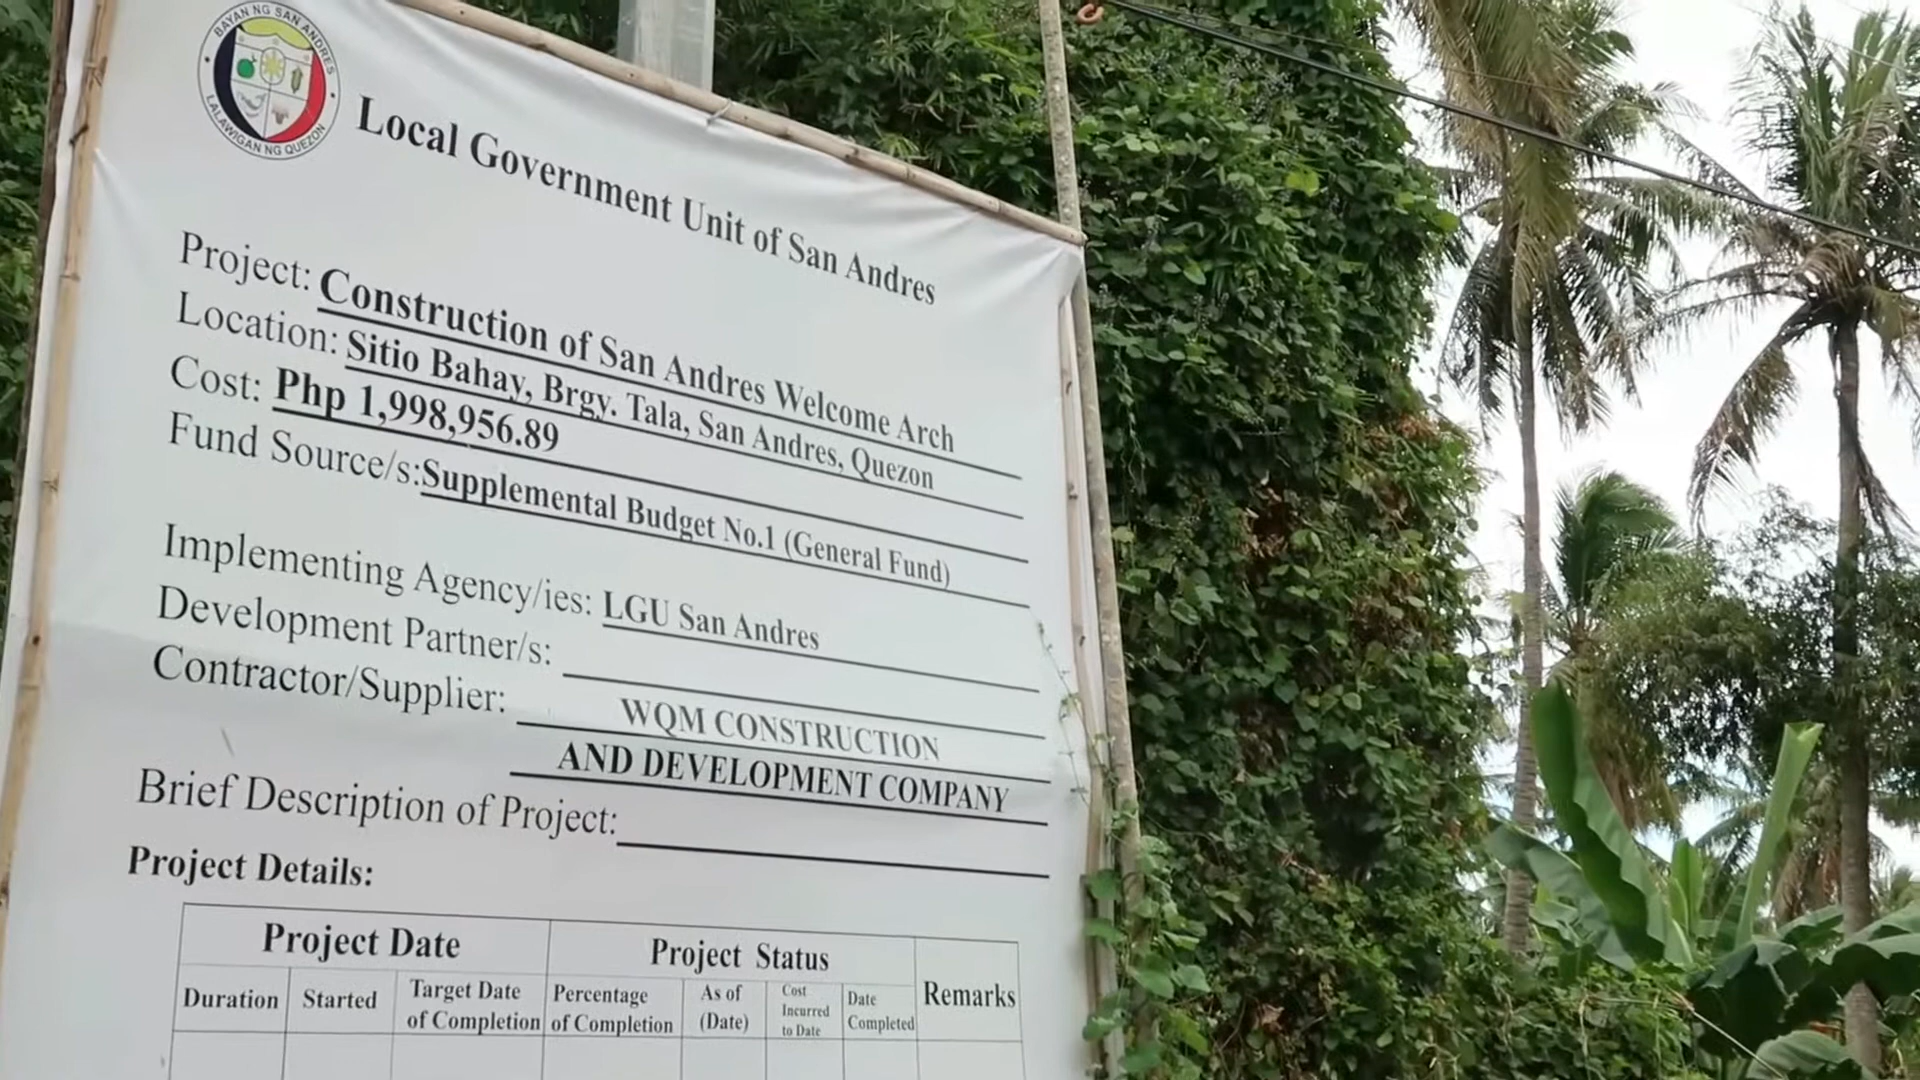 BAYAN NG SAN ANDRES
LALAWIGAN NG QUEZON
Local Government Unit of San Andres
Project: Construction of San Andres Welcome Arch
Location: Sitio Bahay, Brgy. Tala, San Andres, Quezon
Cost: Php 1,998,956.89
Fund Source/s:Supplemental Budget No.1 (General Fund)
Implementing Agency/ies: LGU San Andres
Development Partner/s:
Contractor/Supplier: WQM CONSTRUCTION
AND DEVELOPMENT COMPANY
Brief Description of Project:
Project Details:
Project Date Project Status Remarks
Duration Started Target Date of Completion Percentage of Completion As of (Date) Cost Incurred to Date Date Completed